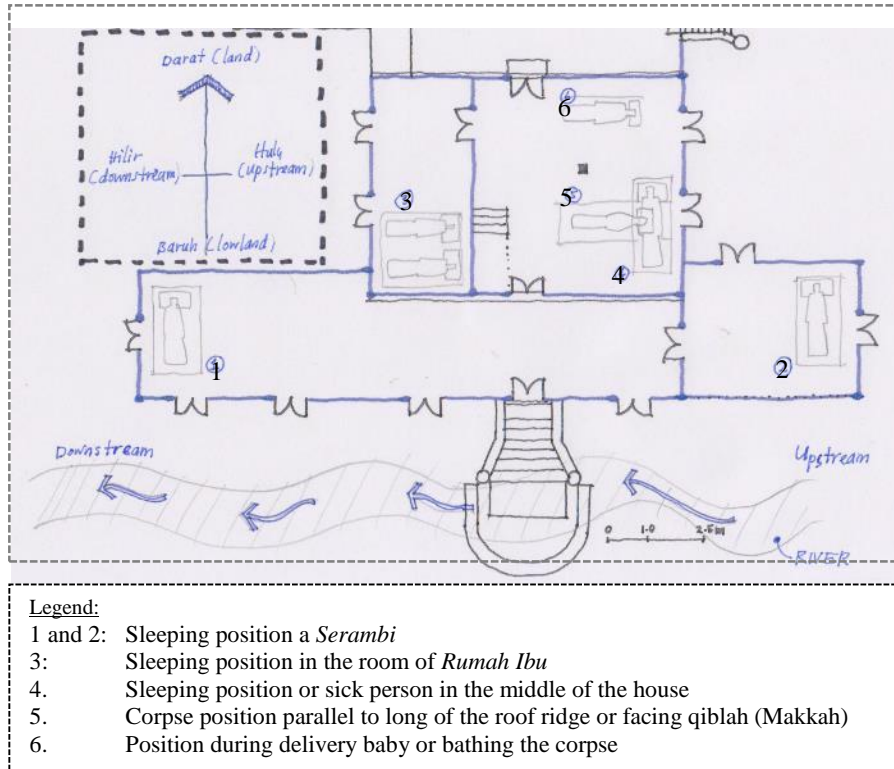 Darat (land)
Hilir
(downstream)
Hulu
(Upstream)
Baruh (lowland)
6
5
3
4
1
2
Downstream
Upstream
0 1.0 2.5 M
RIVER
Legend:
1 and 2: Sleeping position a Serambi
3: Sleeping position in the room of Rumah Ibu
4. Sleeping position or sick person in the middle of the house
5. Corpse position parallel to long of the roof ridge or facing qiblah (Makkah)
6. Position during delivery baby or bathing the corpse